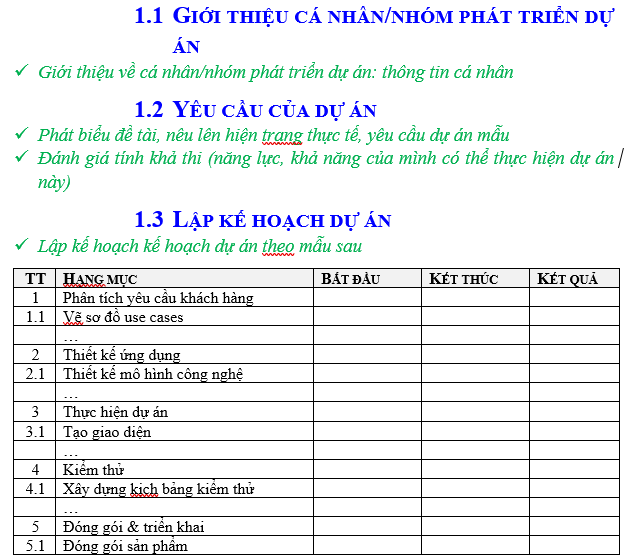 1.1 GIỚI THIỆU CÁ NHÂN/NHÓM PHÁT TRIỂN DỰ
ÁN
✓ Giới thiệu về cá nhân/nhóm phát triển dự án: thông tin cá nhân
1.2 YÊU CẦU CỦA DỰ ÁN
✓ Phát biểu đề tài, nêu lên hiện trạng thực tế, yêu cầu dự án mẫu
✓ Đánh giá tính khả thi (năng lực, khả năng của mình có thể thực hiện dự án
này)
1.3 LẬP KẾ HOẠCH DỰ ÁN
✓ Lập kế hoạch kế hoạch dự án theo mẫu sau
TT HẠNG MỤC BẮT ĐẦU KẾT THÚC KẾT QUẢ
1 Phân tích yêu cầu khách hàng
1.1 Vẽ sơ đồ use cases
…
2 Thiết kế ứng dụng
2.1 Thiết kế mô hình công nghệ
…
3 Thực hiện dự án
3.1 Tạo giao diện
…
4 Kiểm thử
4.1 Xây dựng kịch bảng kiểm thử
…
5 Đóng gói & triển khai
5.1 Đóng gói sản phẩm